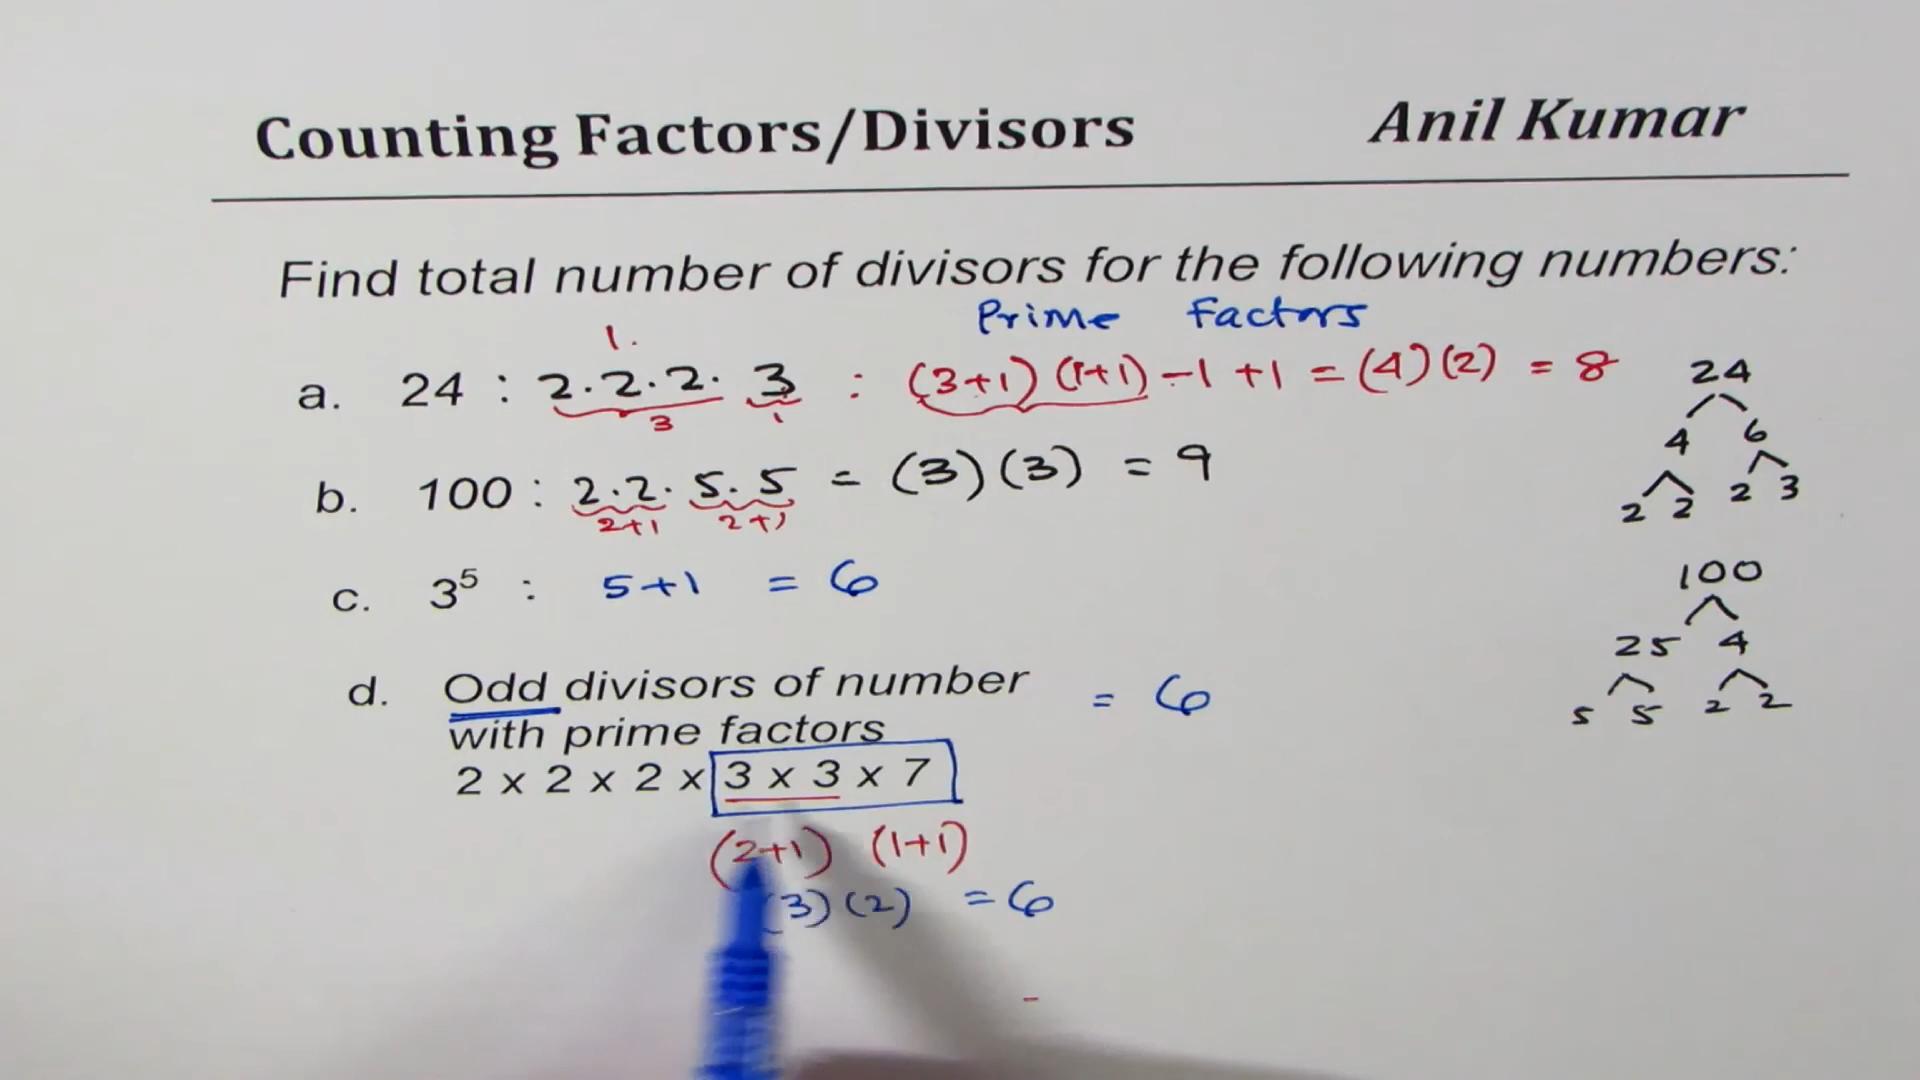 Counting Factors/Divisors Anil Kumar
Find total number of divisors for the following numbers:
Prime Factors
1.
a. 24 : 2.2.2. 3 : (3+1)(1+1) -1 +1 = (4)(2) = 8
3 1
b. 100 : 2.2. 5.5 = (3)(3) = 9
2+1 2+1
c. 3⁵ : 5+1 = 6
d. Odd divisors of number = 6
with prime factors
2 x 2 x 2 x 3 x 3 x 7
(2+1) (1+1)
(3)(2) = 6
24
4 6
2 2 2 3
100
25 4
5 5 2 2